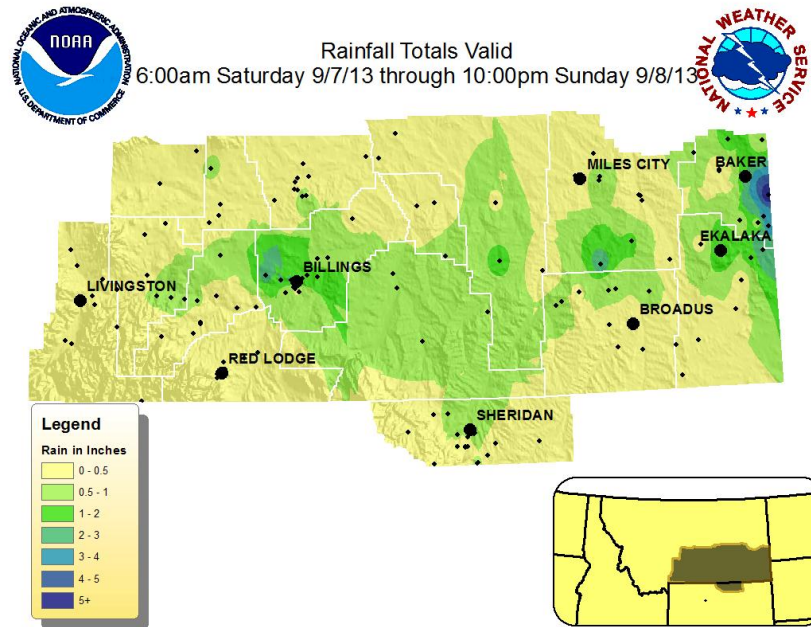 NATIONAL OCEANIC AND ATMOSPHERIC ADMINISTRATION
NOAA
U.S. DEPARTMENT OF COMMERCE
Rainfall Totals Valid
6:00am Saturday 9/7/13 through 10:00pm Sunday 9/8/13
NATIONAL WEATHER SERVICE
MILES CITY
BAKER
EKALAKA
BILLINGS
LIVINGSTON
BROADUS
RED LODGE
SHERIDAN
Legend
Rain in Inches
0 - 0.5
0.5 - 1
1 - 2
2 - 3
3 - 4
4 - 5
5+